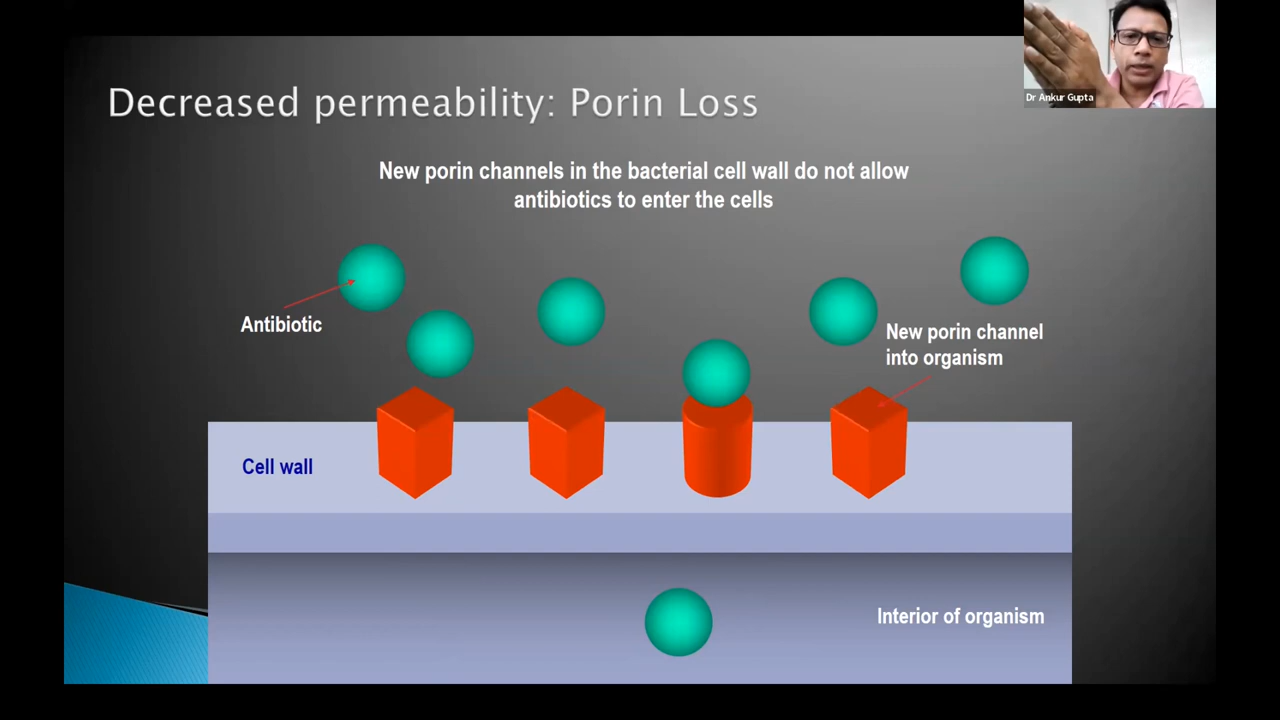 Dr Ankur Gupta
Decreased permeability: Porin Loss
New porin channels in the bacterial cell wall do not allow
antibiotics to enter the cells
Antibiotic
New porin channel
into organism
Cell wall
Interior of organism